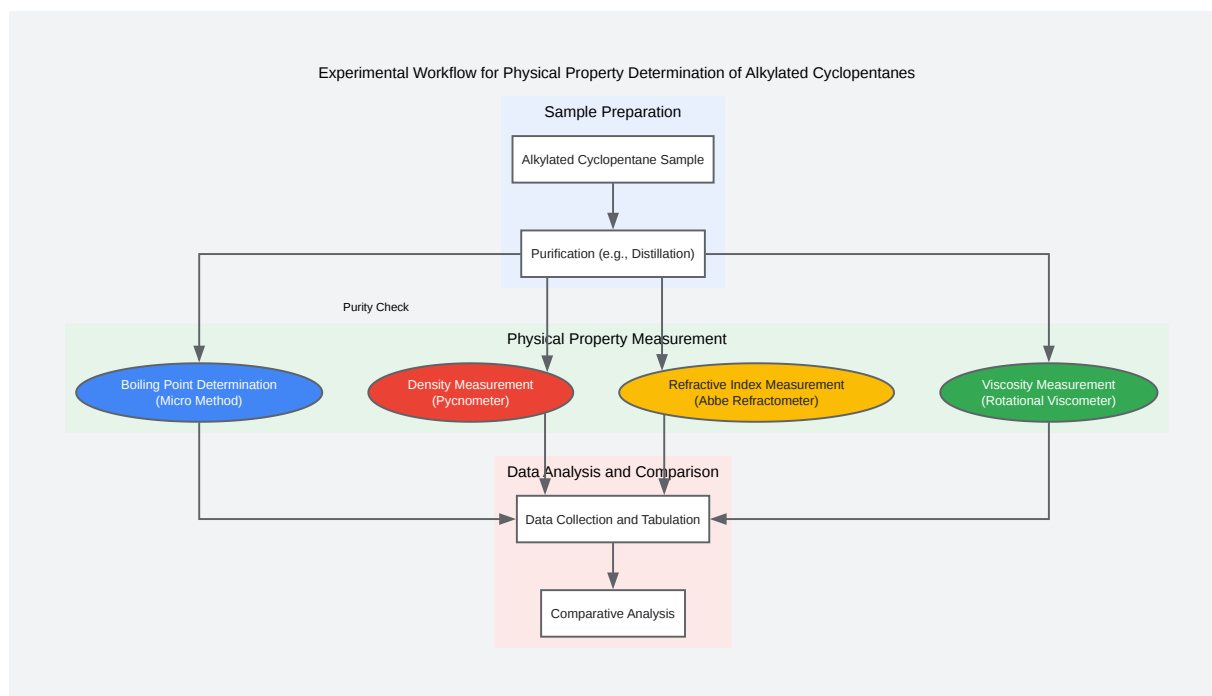 Experimental Workflow for Physical Property Determination of Alkylated Cyclopentanes
Sample Preparation
Alkylated Cyclopentane Sample
Purification (e.g., Distillation)
Purity Check
Physical Property Measurement
Boiling Point Determination
(Micro Method)
Density Measurement
(Pycnometer)
Refractive Index Measurement
(Abbe Refractometer)
Viscosity Measurement
(Rotational Viscometer)
Data Analysis and Comparison
Data Collection and Tabulation
Comparative Analysis